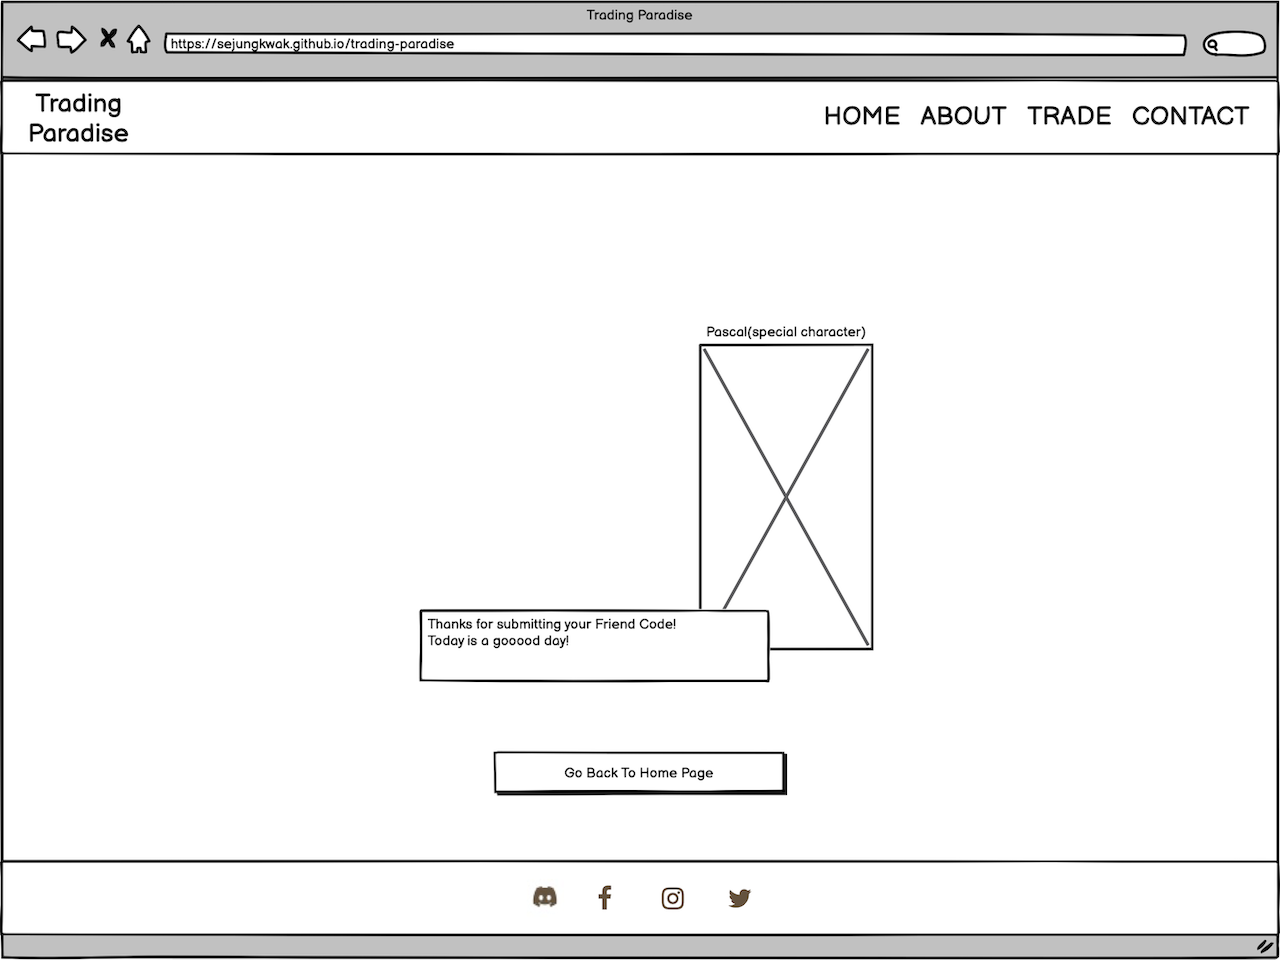 Trading Paradise
https://sejungkwak.github.io/trading-paradise
Trading
Paradise
HOME ABOUT TRADE CONTACT
Pascal(special character)
Thanks for submitting your Friend Code!
Today is a gooood day!
Go Back To Home Page